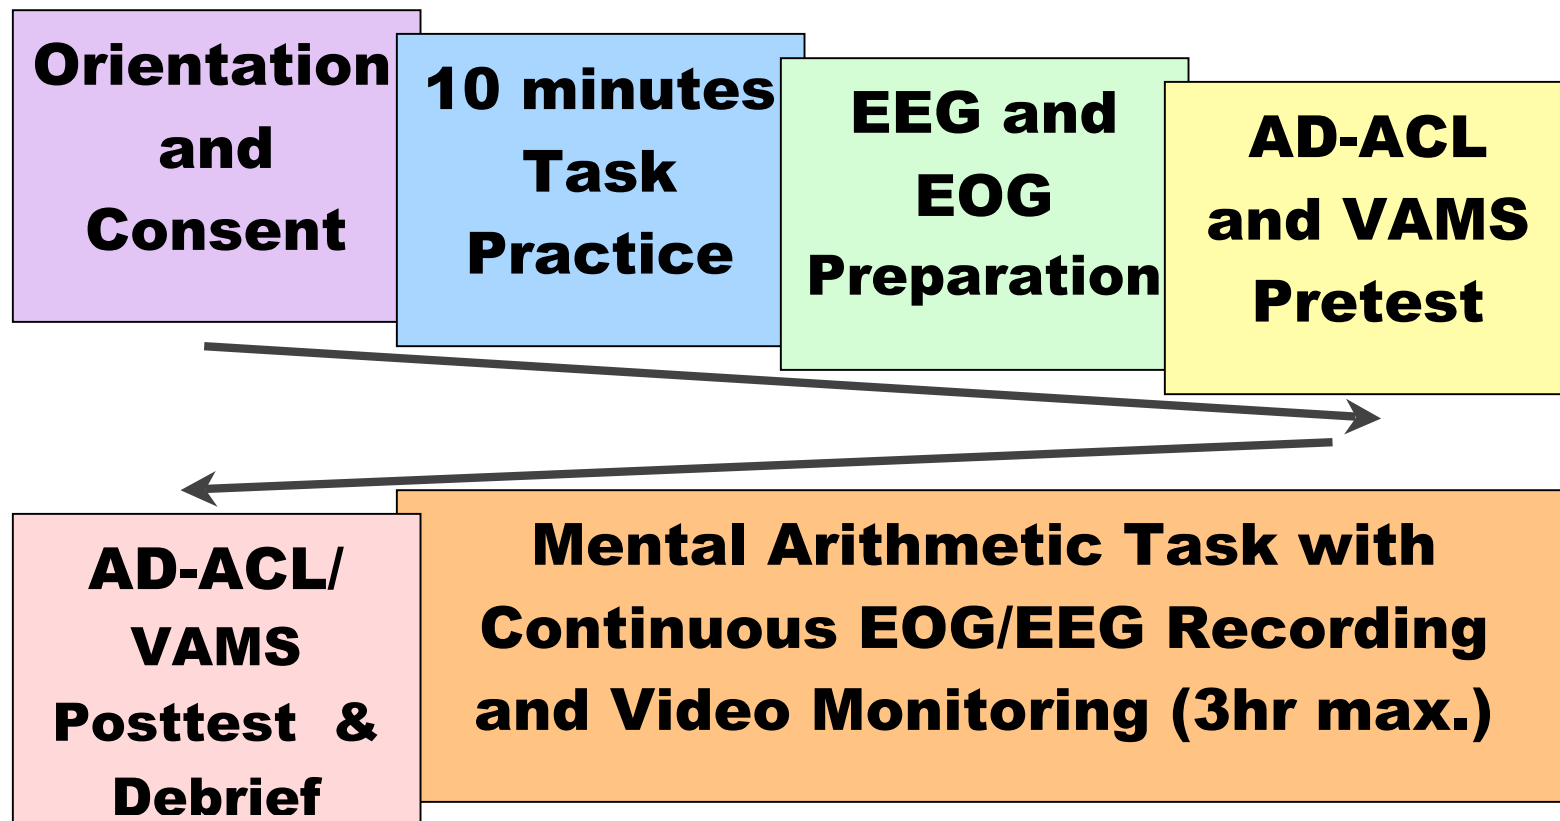 Orientation
and
Consent
10 minutes
Task
Practice
EEG and
EOG
Preparation
AD-ACL
and VAMS
Pretest
Mental Arithmetic Task with
Continuous EOG/EEG Recording
and Video Monitoring (3hr max.)
AD-ACL/
VAMS
Posttest & 
Debrief